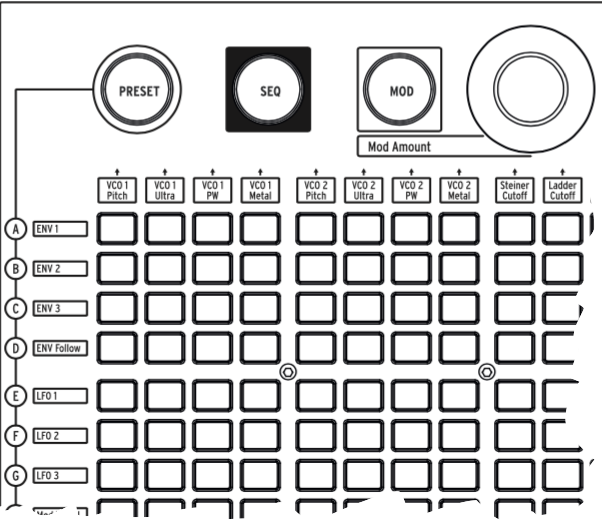 PRESET
SEQ
MOD
Mod Amount
VCO 1 Pitch
VCO 1 Ultra
VCO 1 PW
VCO 1 Metal
VCO 2 Pitch
VCO 2 Ultra
VCO 2 PW
VCO 2 Metal
Steiner Cutoff
Ladder Cutoff
A ENV 1
B ENV 2
C ENV 3
D ENV Follow
E LFO 1
F LFO 2
G LFO 3